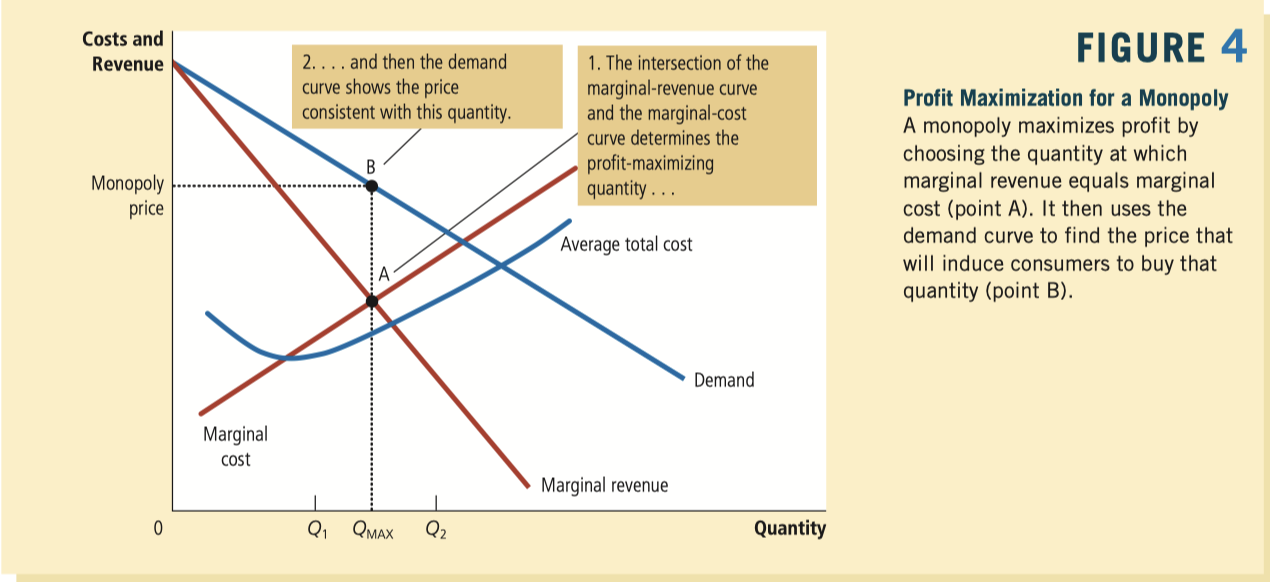 Costs and
Revenue
2. . . . and then the demand
curve shows the price
consistent with this quantity.
1. The intersection of the
marginal-revenue curve
and the marginal-cost
curve determines the
profit-maximizing
quantity . . .
B
Monopoly
price
Average total cost
A
Demand
Marginal
cost
Marginal revenue
0
Q1
QMAX
Q2
Quantity
FIGURE 4
Profit Maximization for a Monopoly
A monopoly maximizes profit by
choosing the quantity at which
marginal revenue equals marginal
cost (point A). It then uses the
demand curve to find the price that
will induce consumers to buy that
quantity (point B).